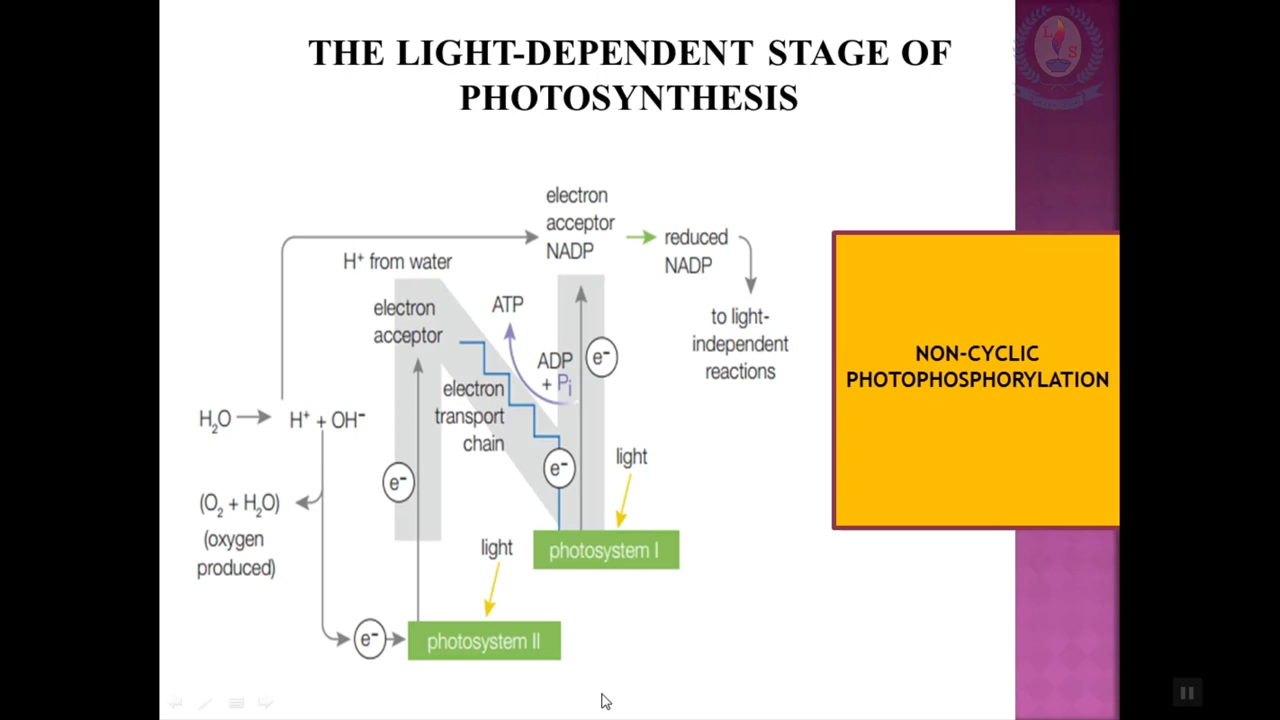 THE LIGHT-DEPENDENT STAGE OF
PHOTOSYNTHESIS
L
S
electron
acceptor
NADP
reduced
NADP
H⁺ from water
to light-
independent
reactions
electron
acceptor
ATP
ADP
+ Pᵢ
e⁻
electron
transport
chain
H₂O
H⁺ + OH⁻
e⁻
e⁻
light
(O₂ + H₂O)
(oxygen
produced)
light
photosystem I
e⁻
photosystem II
NON-CYCLIC
PHOTOPHOSPHORYLATION